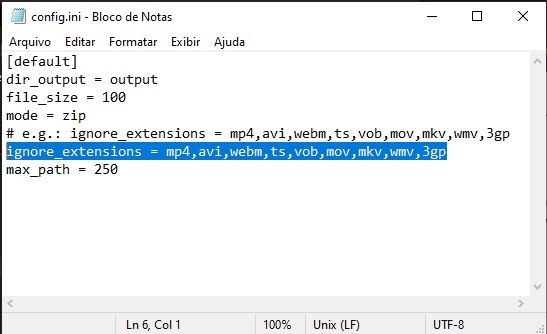 config.ini - Bloco de Notas
Arquivo Editar Formatar Exibir Ajuda
[default]
dir_output = output
file_size = 100
mode = zip
# e.g.: ignore_extensions = mp4,avi,webm,ts,vob,mov,mkv,wmv,3gp
ignore_extensions = mp4,avi,webm,ts,vob,mov,mkv,wmv,3gp
max_path = 250
Ln 6, Col 1 100% Unix (LF) UTF-8